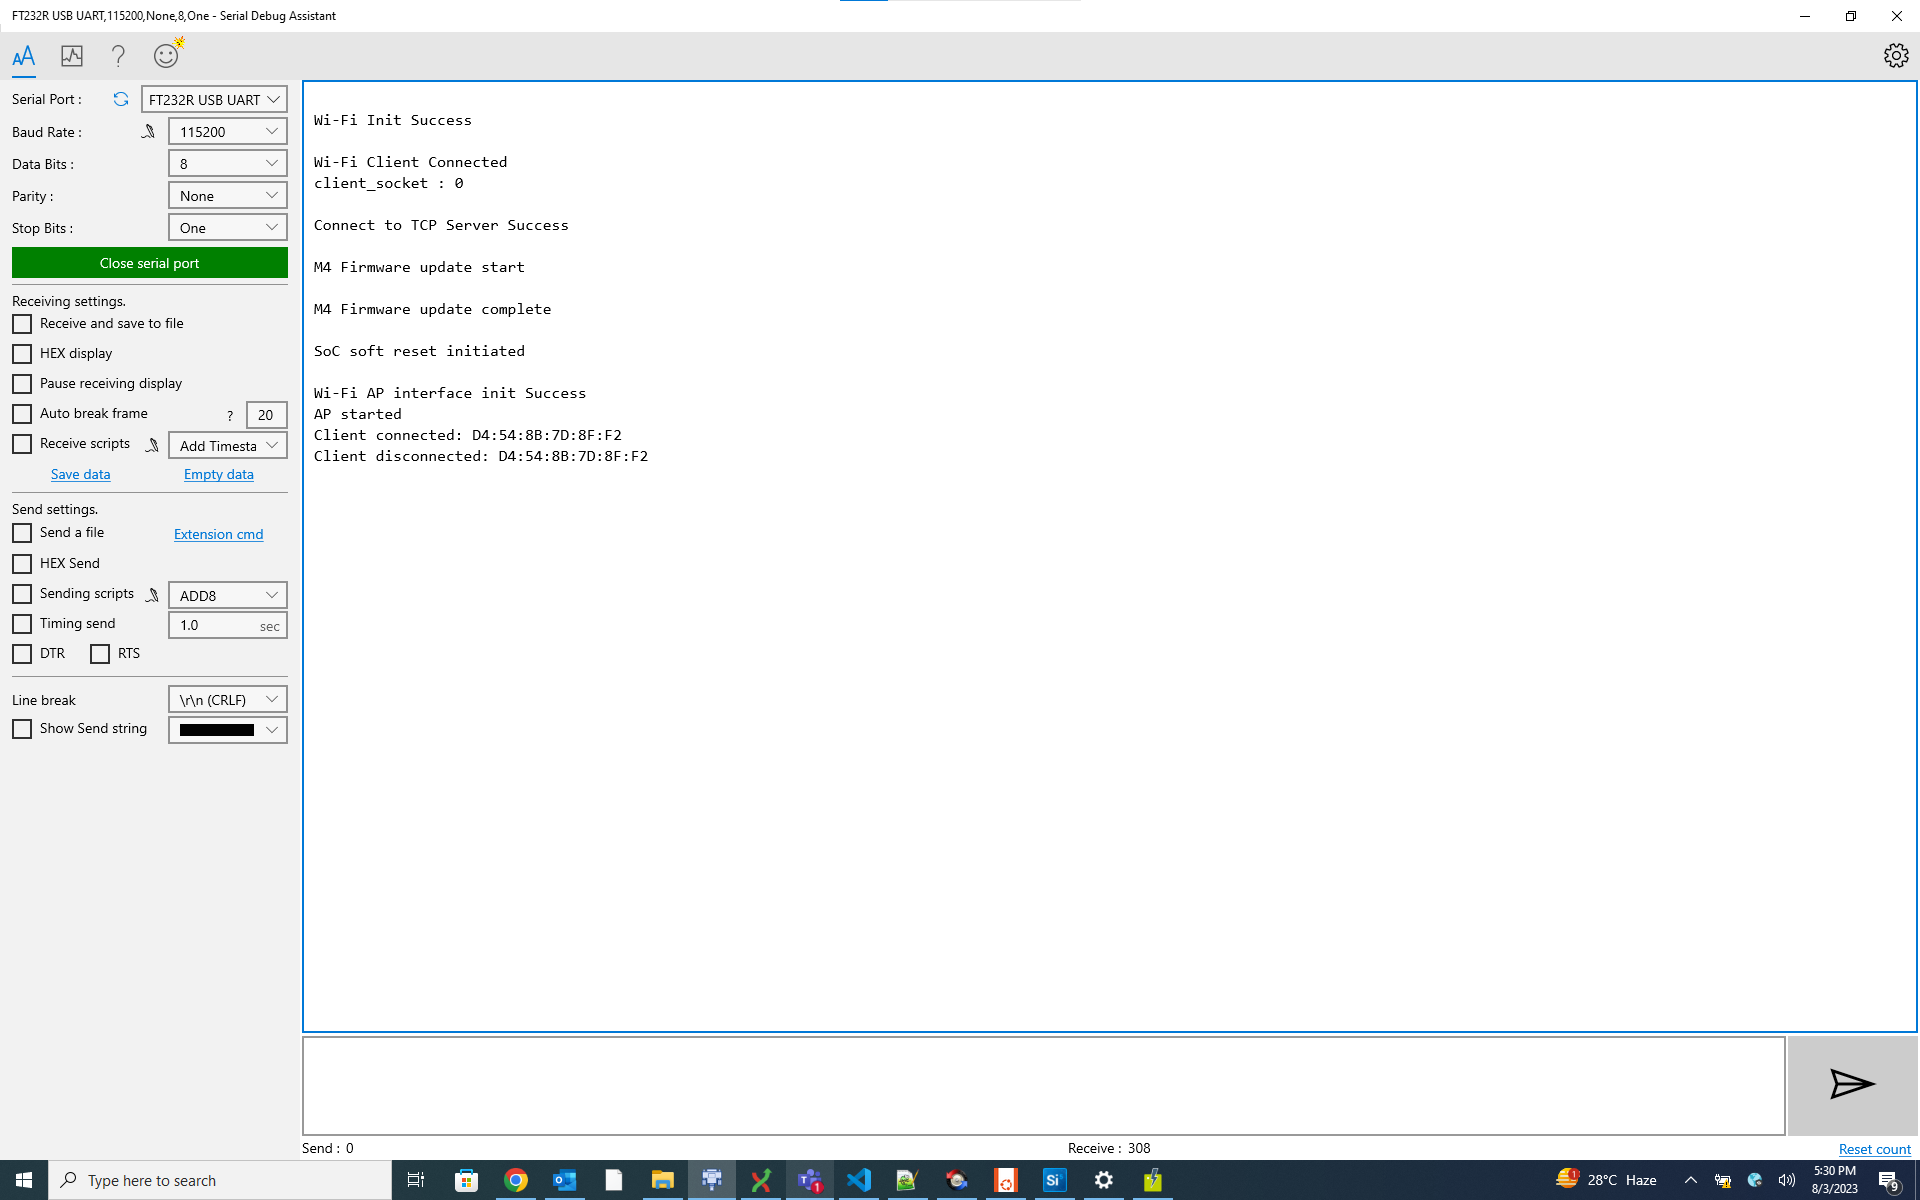 FT232R USB UART,115200,None,8,One - Serial Debug Assistant
Serial Port :
FT232R USB UART
Baud Rate :
115200
Data Bits :
8
Parity :
None
Stop Bits :
One
Close serial port
Receiving settings.
Receive and save to file
HEX display
Pause receiving display
Auto break frame
?
20
Receive scripts
Add Timesta
Save data
Empty data
Send settings.
Send a file
Extension cmd
HEX Send
Sending scripts
ADD8
Timing send
1.0
sec
DTR
RTS
Line break
\r\n (CRLF)
Show Send string
Wi-Fi Init Success
Wi-Fi Client Connected
client_socket : 0
Connect to TCP Server Success
M4 Firmware update start
M4 Firmware update complete
SoC soft reset initiated
Wi-Fi AP interface init Success
AP started
Client connected: D4:54:8B:7D:8F:F2
Client disconnected: D4:54:8B:7D:8F:F2
Send : 0
Receive : 308
Reset count
Type here to search
1
Si
1
28°C Haze
5:30 PM
8/3/2023
9